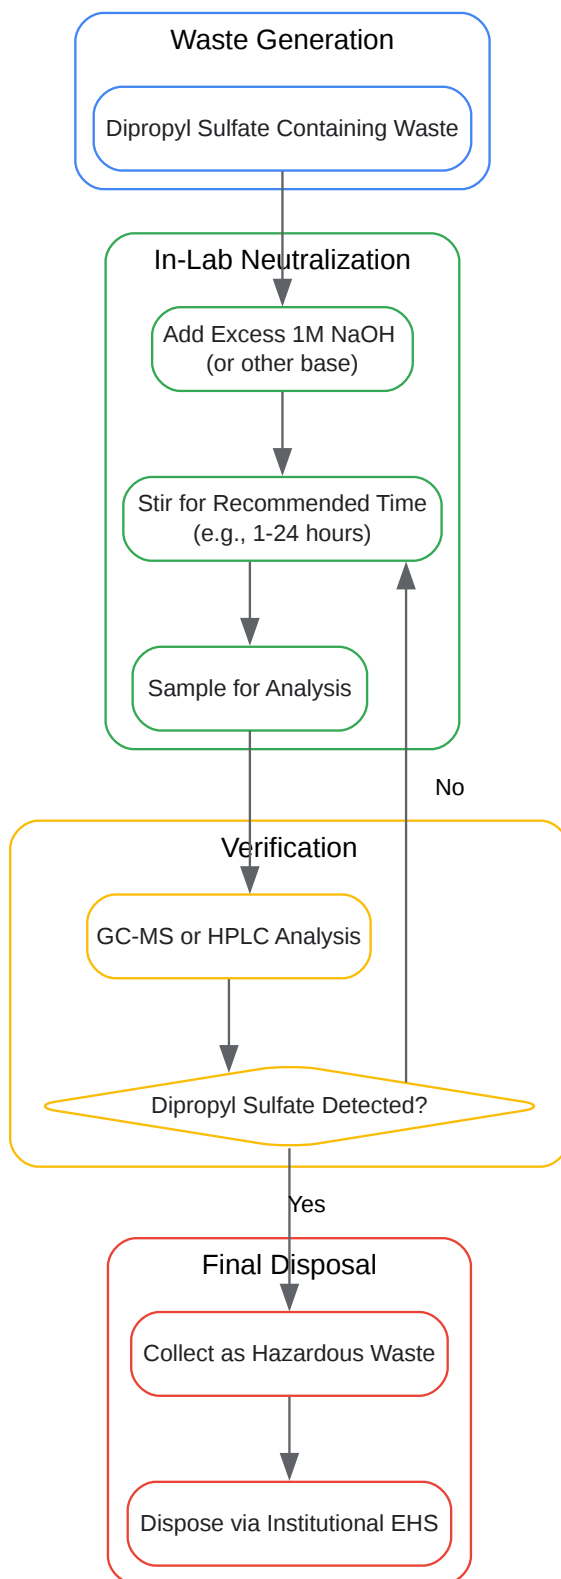 Waste Generation
Dipropyl Sulfate Containing Waste
In-Lab Neutralization
Add Excess 1M NaOH
(or other base)
Stir for Recommended Time
(e.g., 1-24 hours)
Sample for Analysis
No
Verification
GC-MS or HPLC Analysis
Dipropyl Sulfate Detected?
Yes
Final Disposal
Collect as Hazardous Waste
Dispose via Institutional EHS